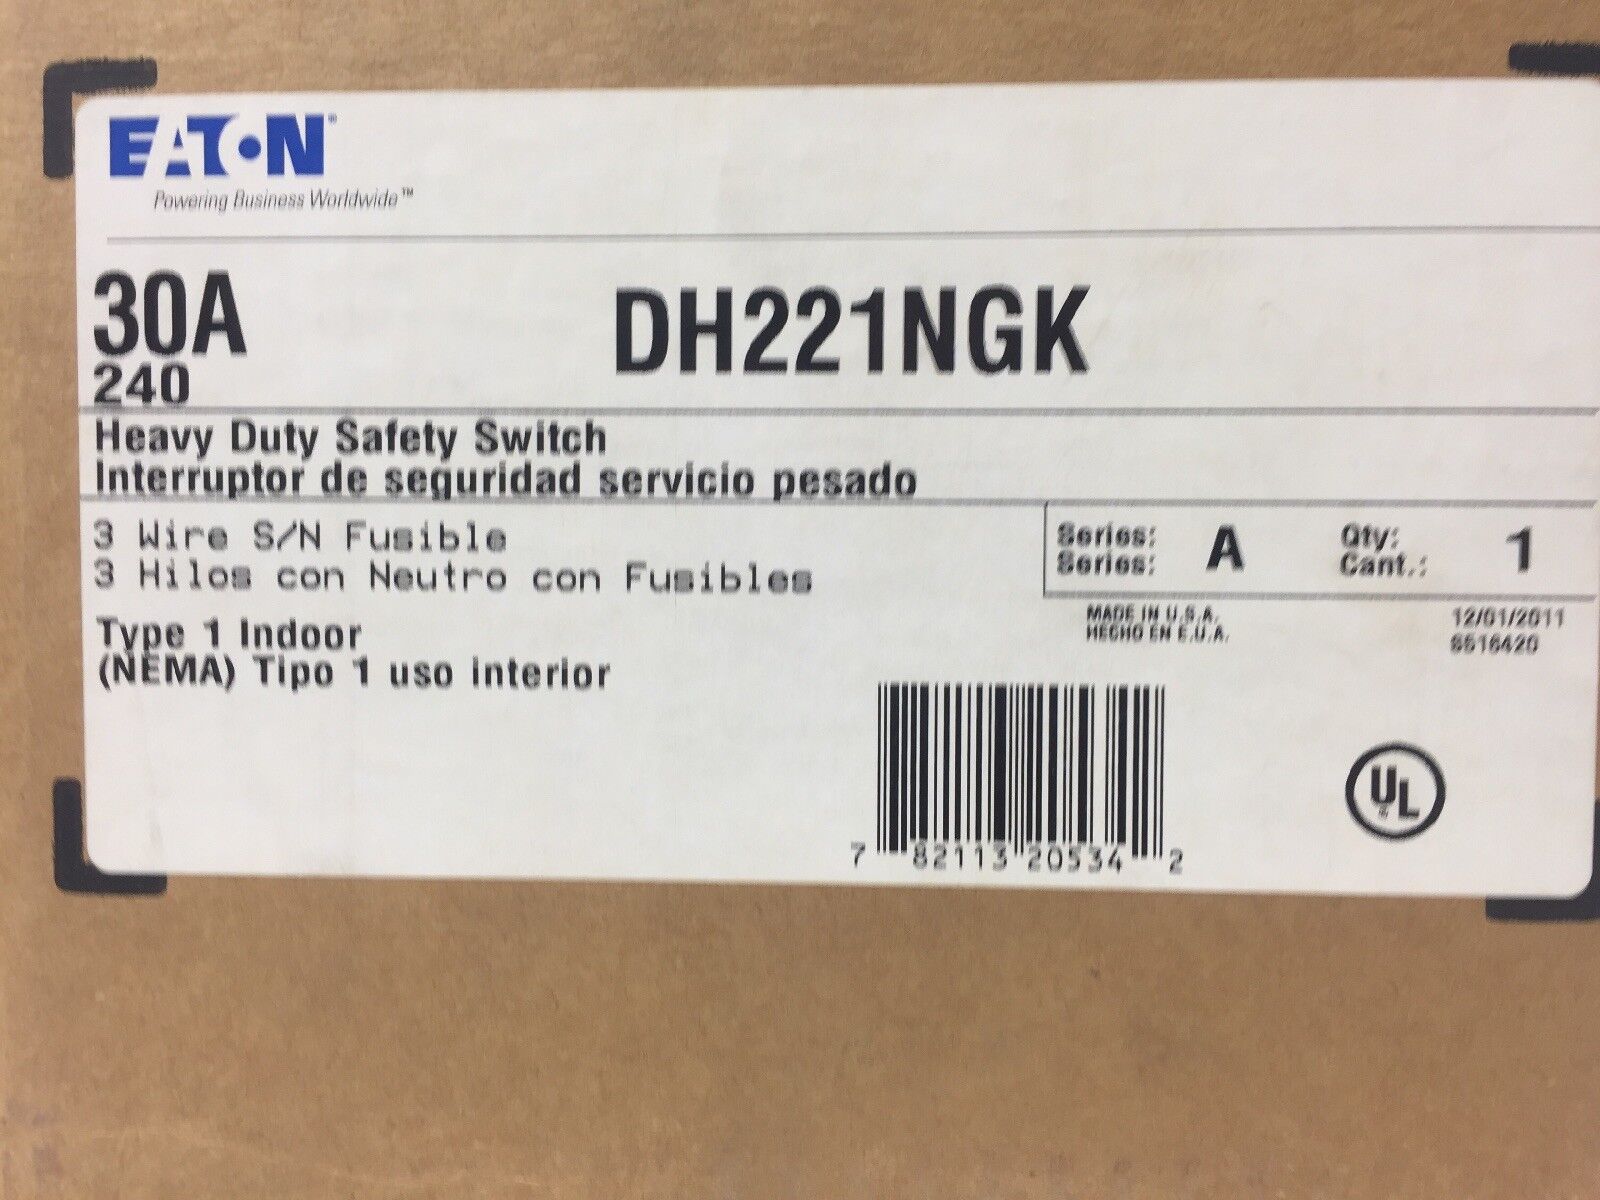 EATON
Powering Business Worldwide™
30A
DH221NGK
240
Heavy Duty Safety Switch
Interruptor de seguridad servicio pesado
3 Wire S/N Fusible
3 Hilos con Neutro con Fusibles
Series: A Qty: 1
Series: Cant.:
MADE IN U.S.A. 12/01/2011
HECHO EN E.U.A.
Type 1 Indoor
(NEMA) Tipo 1 uso interior
7 82113 20534 2
UL